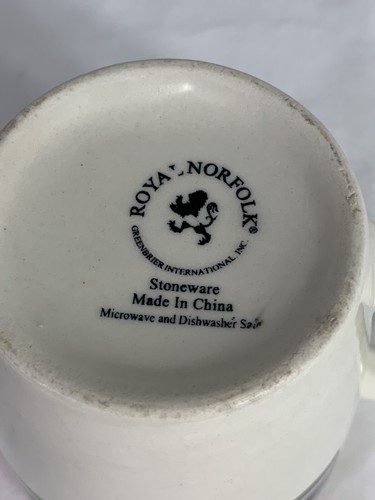 ROYAL NORFOLK®
GREENBRIER INTERNATIONAL, INC.
Stoneware
Made In China
Microwave and Dishwasher Safe